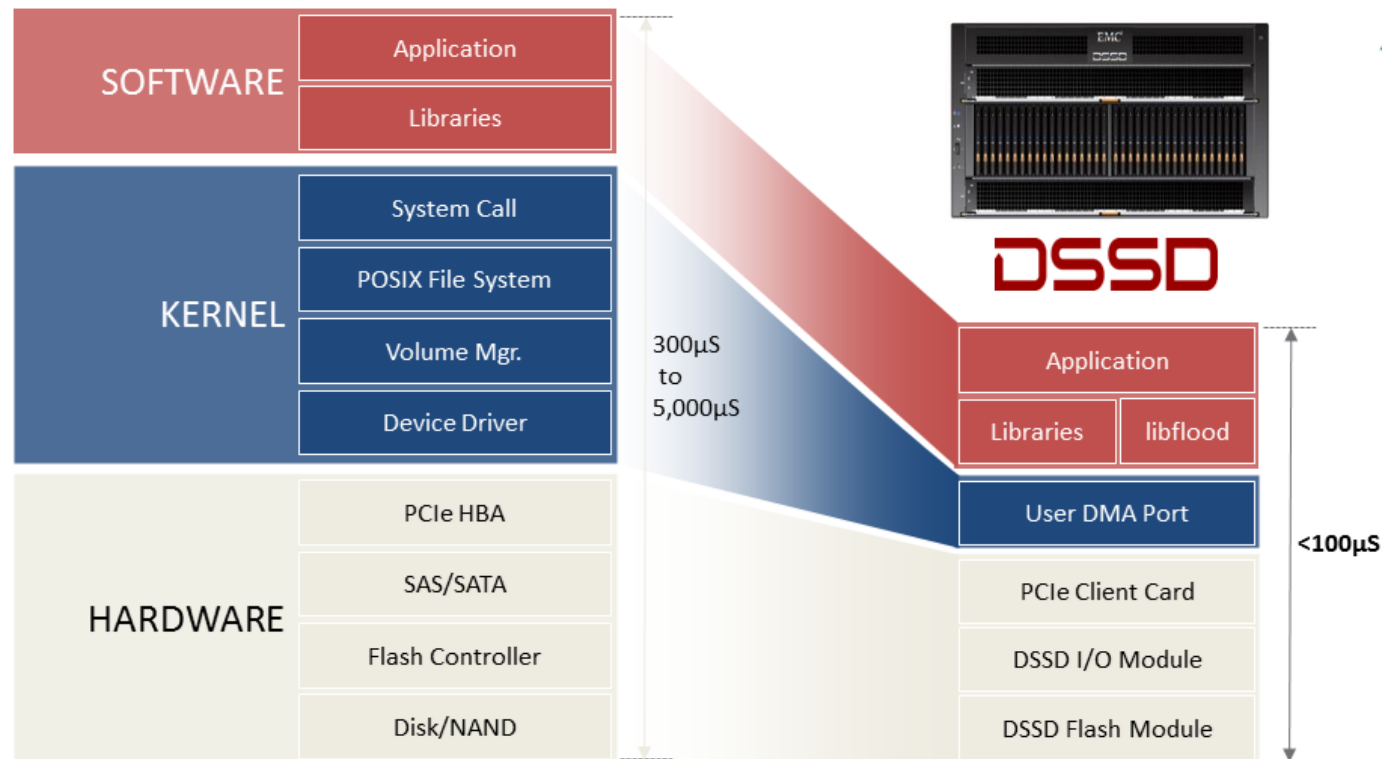 SOFTWARE
Application
Libraries
KERNEL
System Call
POSIX File System
Volume Mgr.
Device Driver
HARDWARE
PCIe HBA
SAS/SATA
Flash Controller
Disk/NAND
300µS
to
5,000µS
EMC
DSSD
DSSD
Application
Libraries
libflood
User DMA Port
PCIe Client Card
DSSD I/O Module
DSSD Flash Module
<100µS